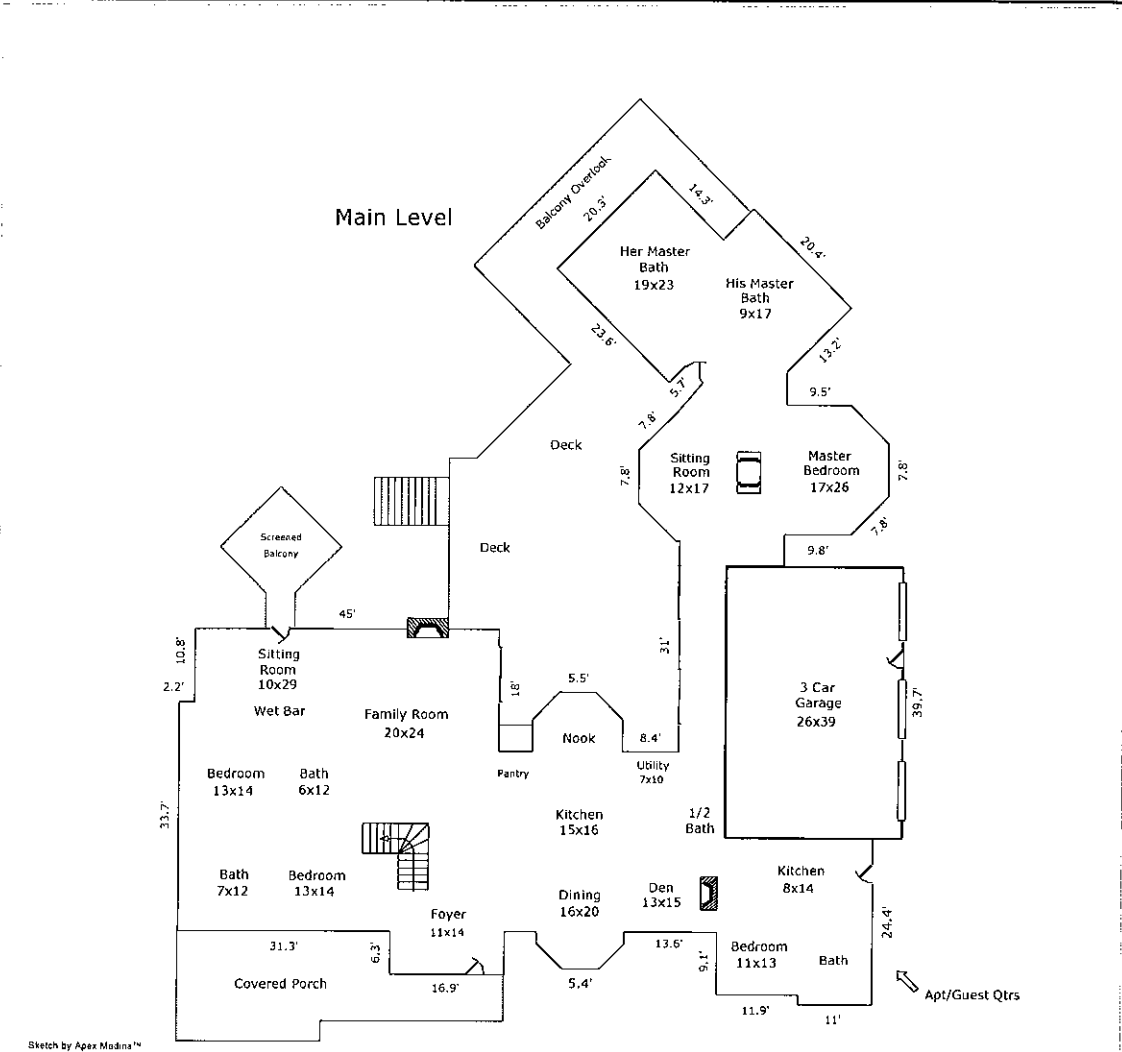 Main Level
Balcony Overlook
20.3'
14.3'
20.4'
Her Master
Bath
19x23
His Master
Bath
9x17
23.6'
13.2'
5.7'
9.5'
7.8'
Deck
Sitting
Room
12x17
Master
Bedroom
17x26
7.8'
7.8'
7.8'
9.8'
Screened
Balcony
Deck
45'
10.8'
2.2'
Sitting
Room
10x29
Wet Bar
Family Room
20x24
18'
5.5'
Nook
31'
8.4'
3 Car
Garage
26x39
39.7'
Pantry
Utility
7x10
Bedroom
13x14
Bath
6x12
33.7'
Kitchen
15x16
1/2
Bath
Bath
7x12
Bedroom
13x14
Dining
16x20
Den
13x15
Kitchen
8x14
24.4'
Foyer
11x14
31.3'
6.3'
13.6'
9.1'
Bedroom
11x13
Bath
Covered Porch
16.9'
5.4'
11.9'
11'
Apt/Guest Qtrs
Sketch by Apex Medina™